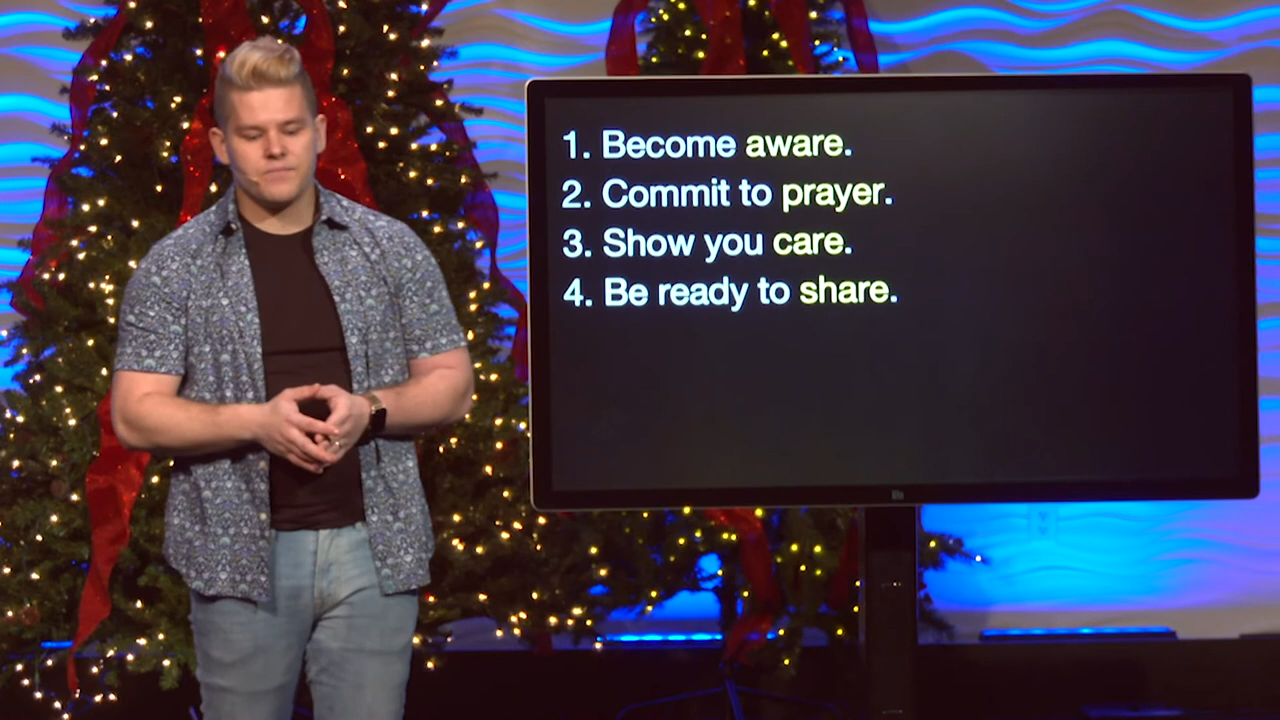 1. Become aware.
2. Commit to prayer.
3. Show you care.
4. Be ready to share.